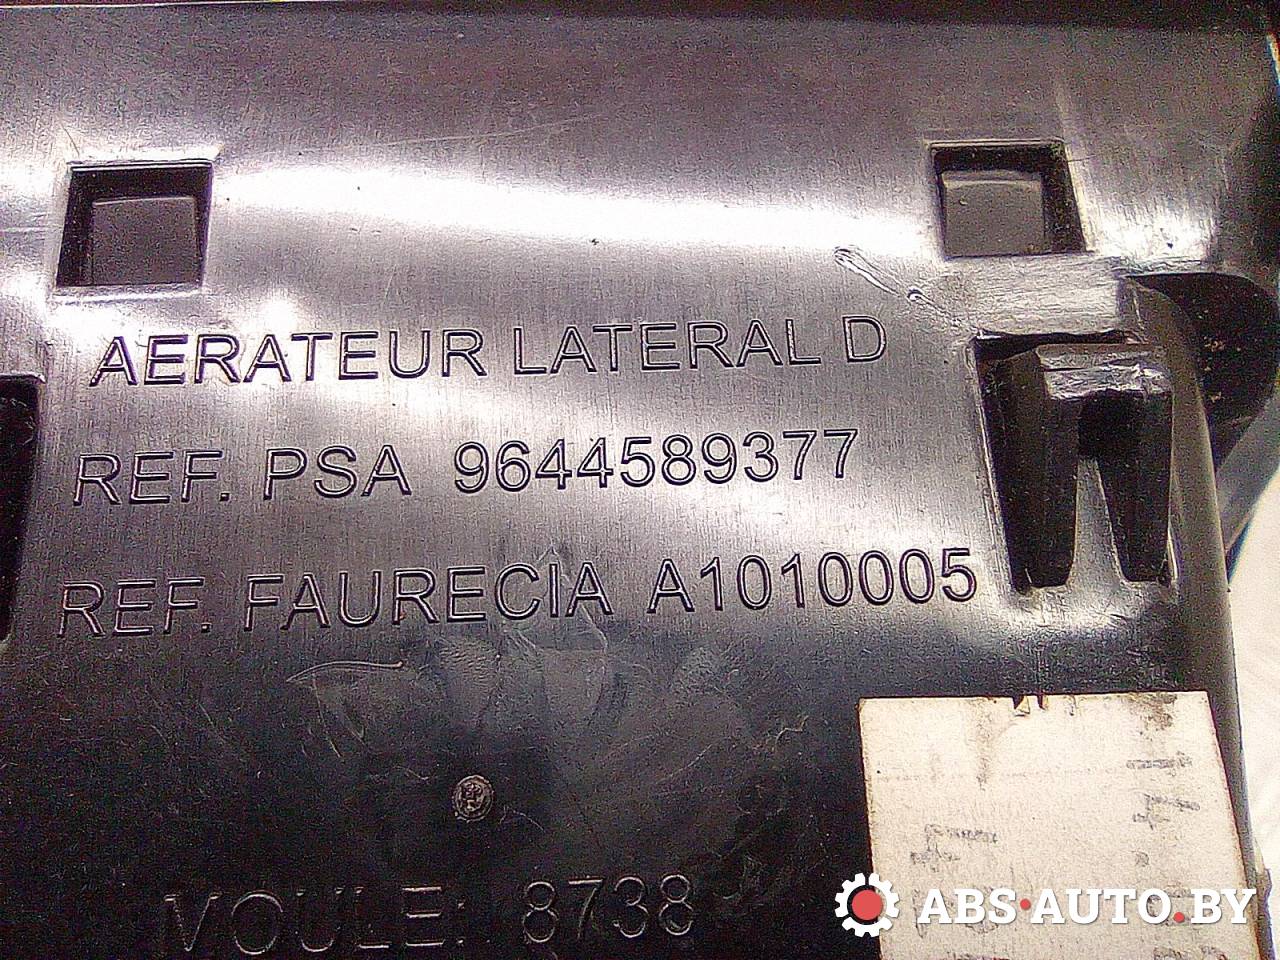 AERATEUR LATERAL D
REF. PSA 9644589377
REF. FAURECIA A1010005
MOULE: 8738
ABS·AUTO.BY